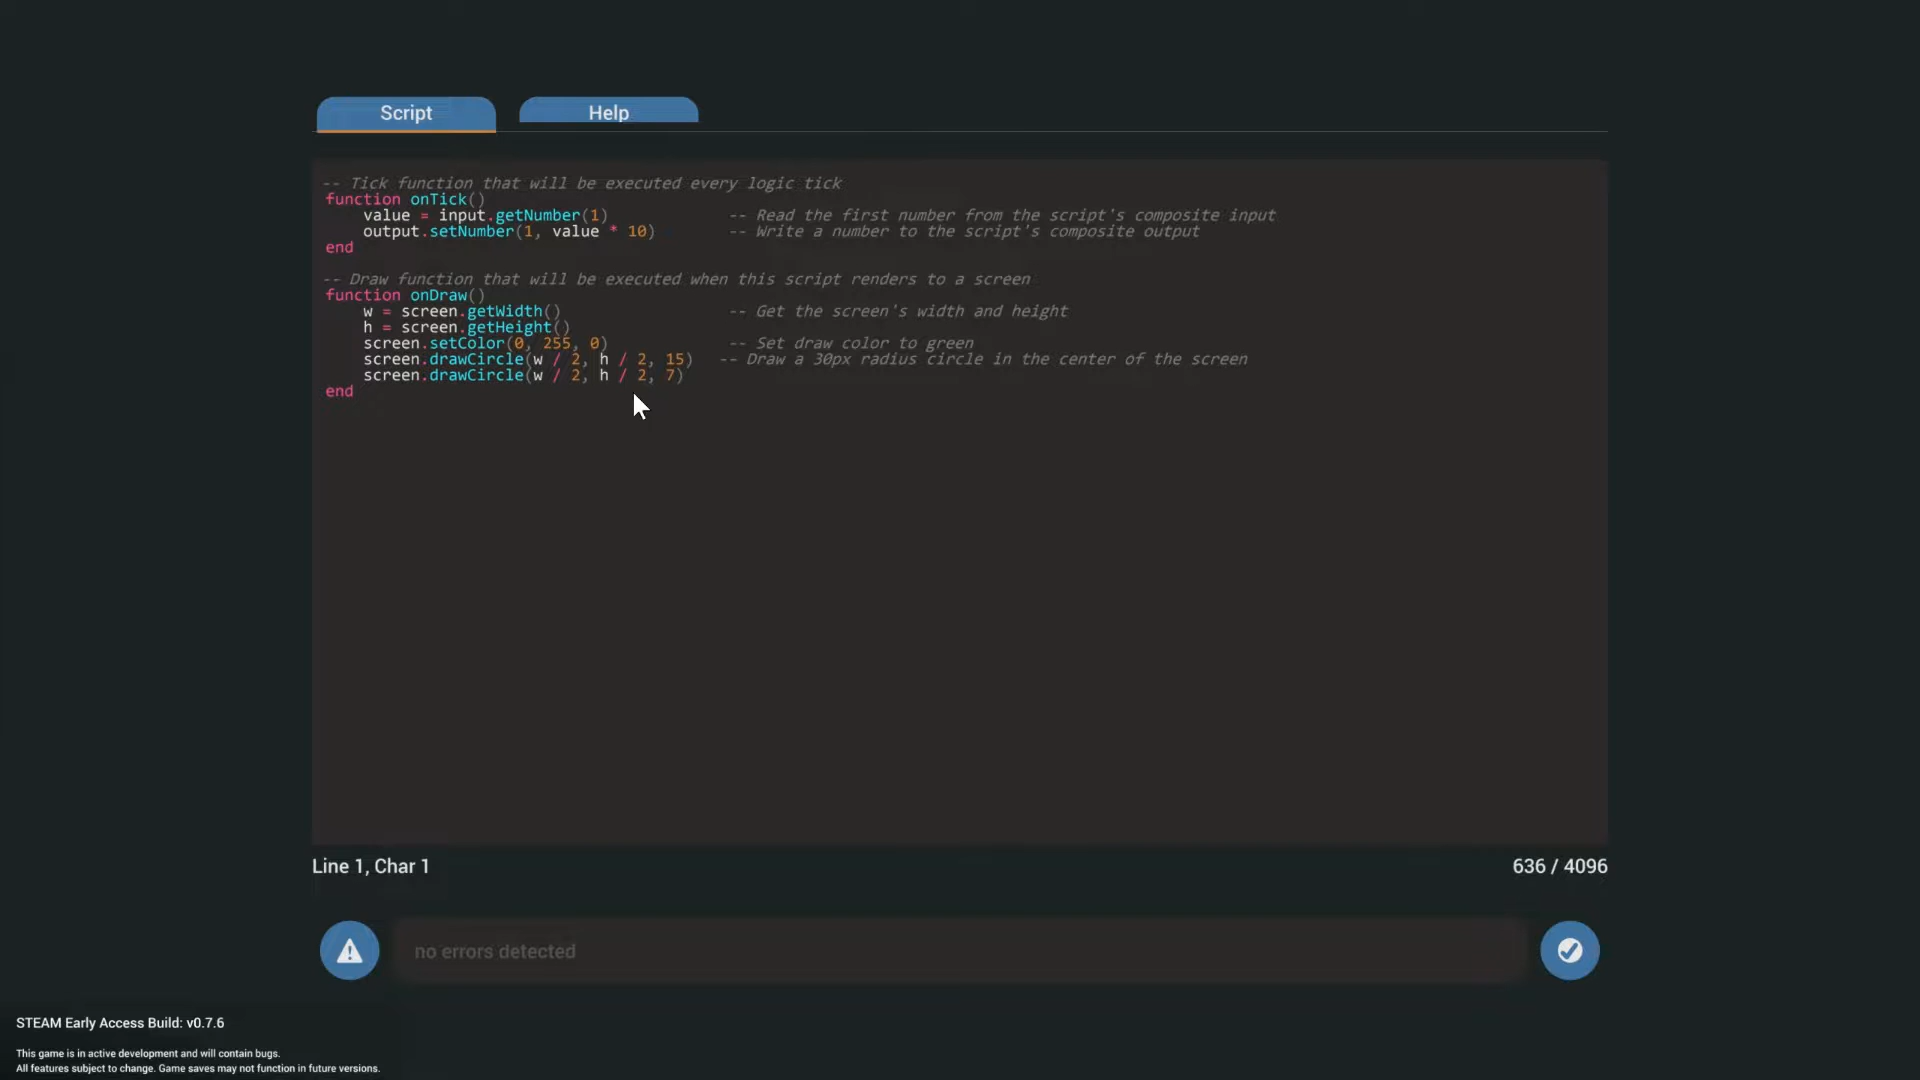 Script
Help
-- Tick function that will be executed every logic tick
function onTick()
    value = input.getNumber(1)             -- Read the first number from the script's composite input
    output.setNumber(1, value * 10)        -- Write a number to the script's composite output
end
-- Draw function that will be executed when this script renders to a screen
function onDraw()
    w = screen.getWidth()                  -- Get the screen's width and height
    h = screen.getHeight()
    screen.setColor(0, 255, 0)             -- Set draw color to green
    screen.drawCircle(w / 2, h / 2, 15)   -- Draw a 30px radius circle in the center of the screen
    screen.drawCircle(w / 2, h / 2, 7)
end
Line 1, Char 1
636 / 4096
no errors detected
STEAM Early Access Build: v0.7.6
This game is in active development and will contain bugs.
All features subject to change. Game saves may not function in future versions.